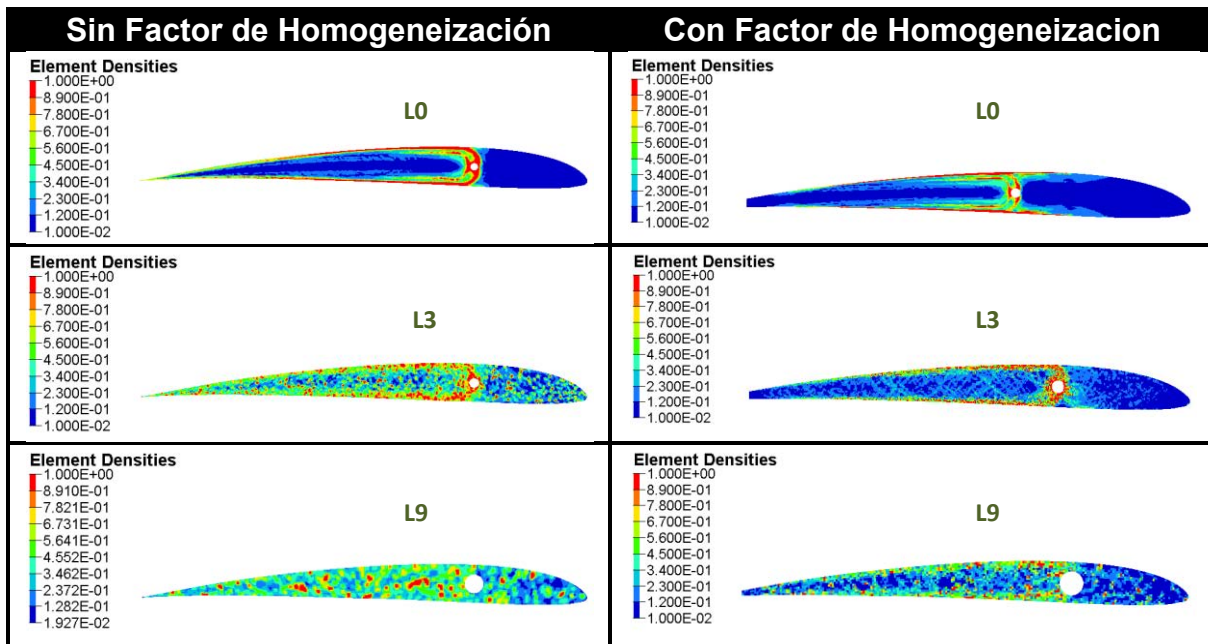 Sin Factor de Homogeneización
Con Factor de Homogeneizacion
Element Densities
1.000E+00
8.900E-01
7.800E-01
6.700E-01
5.600E-01
4.500E-01
3.400E-01
2.300E-01
1.200E-01
1.000E-02
L0
Element Densities
1.000E+00
8.900E-01
7.800E-01
6.700E-01
5.600E-01
4.500E-01
3.400E-01
2.300E-01
1.200E-01
1.000E-02
L0
Element Densities
1.000E+00
8.900E-01
7.800E-01
6.700E-01
5.600E-01
4.500E-01
3.400E-01
2.300E-01
1.200E-01
1.000E-02
L3
Element Densities
1.000E+00
8.900E-01
7.800E-01
6.700E-01
5.600E-01
4.500E-01
3.400E-01
2.300E-01
1.200E-01
1.000E-02
L3
Element Densities
1.000E+00
8.910E-01
7.821E-01
6.731E-01
5.641E-01
4.552E-01
3.462E-01
2.372E-01
1.282E-01
1.927E-02
L9
Element Densities
1.000E+00
8.900E-01
7.800E-01
6.700E-01
5.600E-01
4.500E-01
3.400E-01
2.300E-01
1.200E-01
1.000E-02
L9